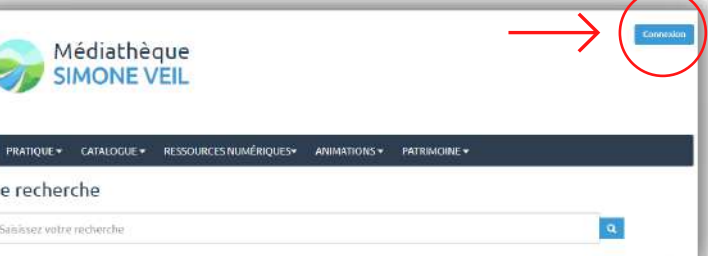 Connexion
Médiathèque
SIMONE VEIL
PRATIQUE CATALOGUE RESSOURCES NUMÉRIQUES ANIMATIONS PATRIMOINE
e recherche
Saisissez votre recherche